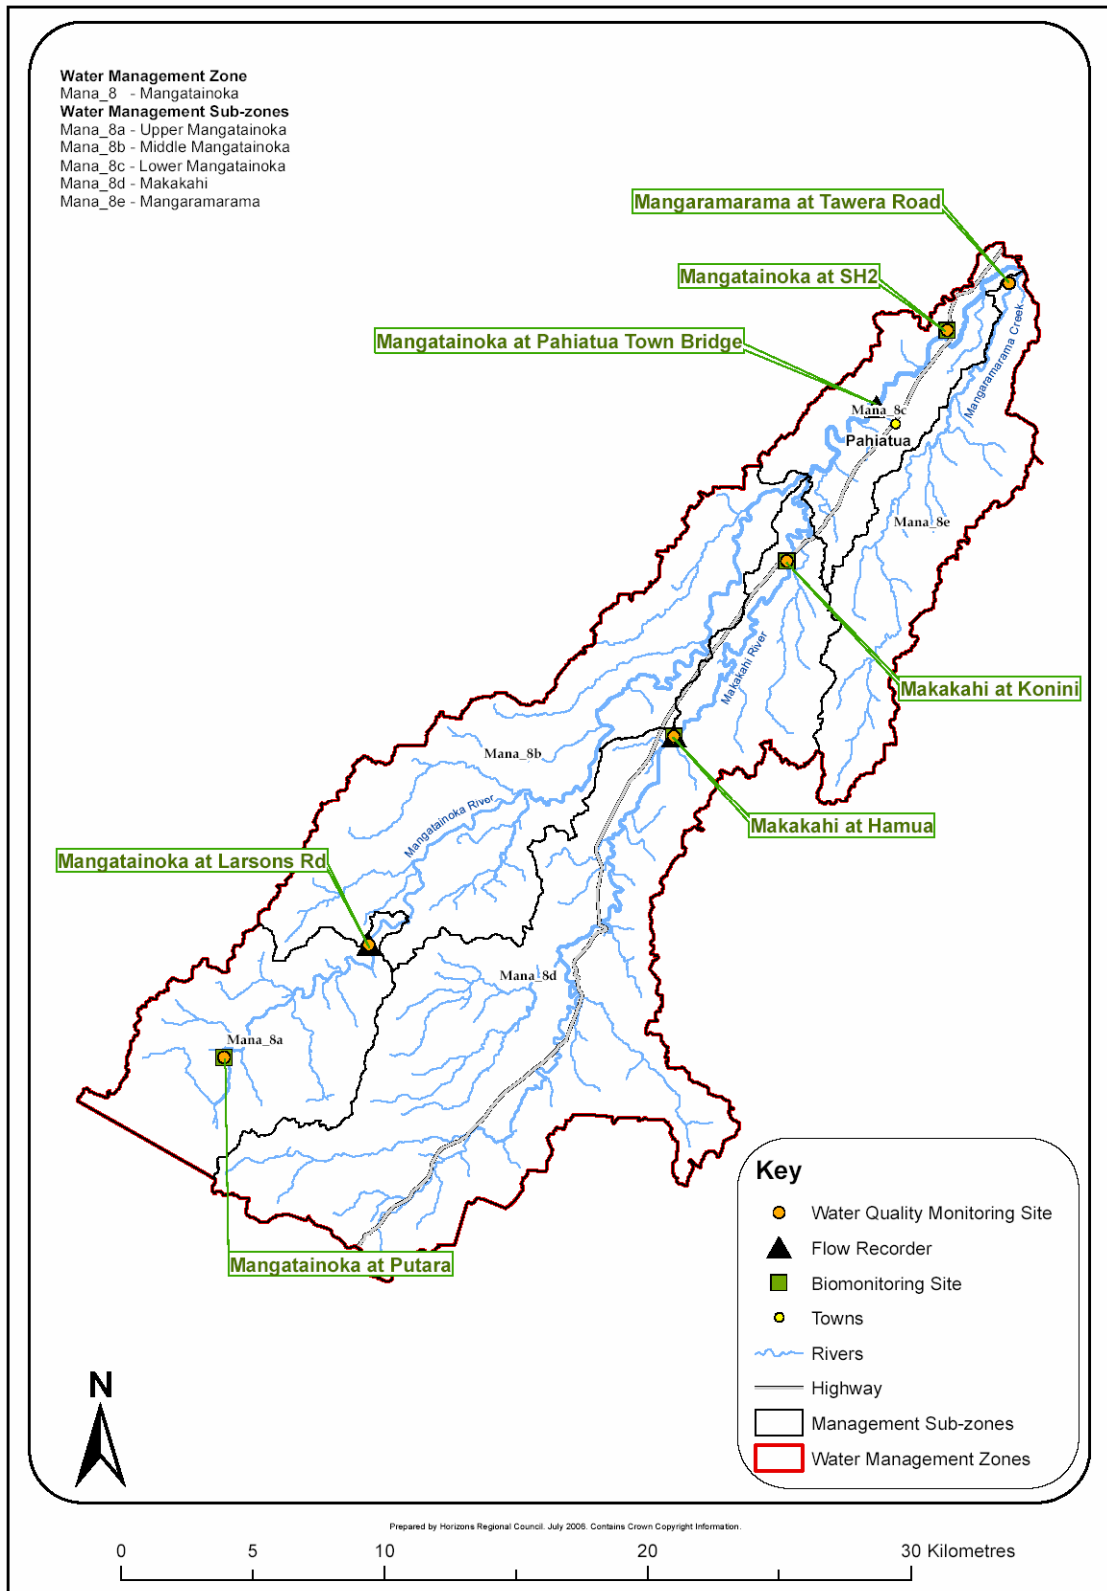 Water Management Zone
Mana_8 - Mangatainoka
Water Management Sub-zones
Mana_8a - Upper Mangatainoka
Mana_8b - Middle Mangatainoka
Mana_8c - Lower Mangatainoka
Mana_8d - Makakahi
Mana_8e - Mangaramarama
Mangaramarama at Tawera Road
Mangatainoka at SH2
Mangatainoka at Pahiatua Town Bridge
Mangaramarama Creek
Mana_8c
Pahiatua
Mana_8e
Makakahi River
Makakahi at Konini
Mana_8b
Mangatainoka River
Makakahi at Hamua
Mangatainoka at Larsons Rd
Mana_8d
Mana_8a
Mangatainoka at Putara
Key
Water Quality Monitoring Site
Flow Recorder
Biomonitoring Site
Towns
Rivers
Highway
Management Sub-zones
Water Management Zones
N
Prepared by Horizons Regional Council. July 2006. Contains Crown Copyright Information.
0 5 10 20 30 Kilometres